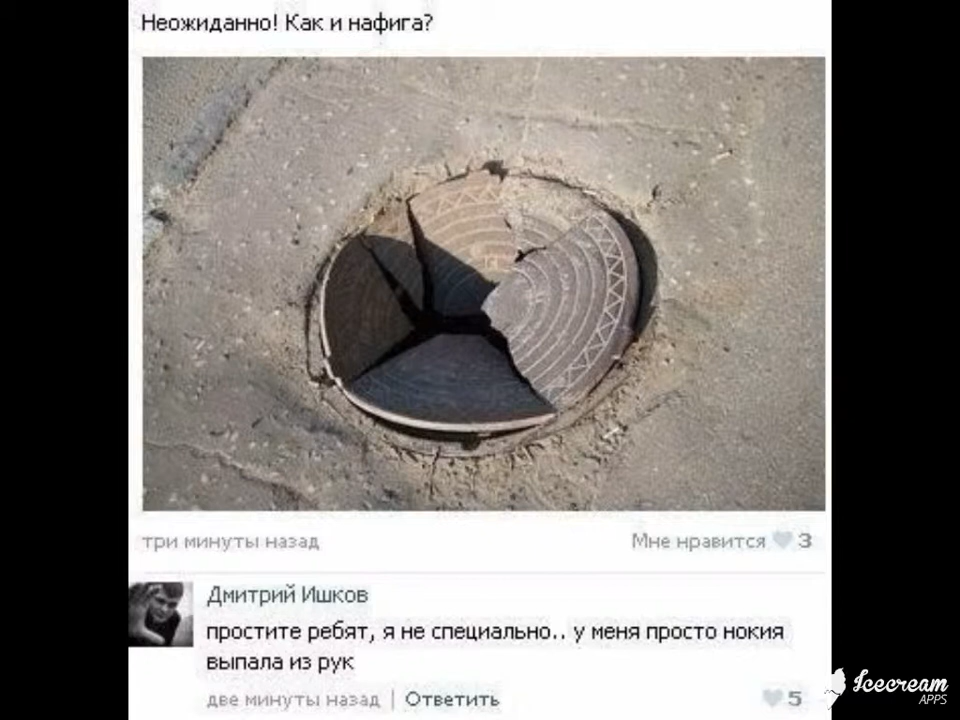 Неожиданно! Как и нафига?
три минуты назад
Мне нравится 3
Дмитрий Ишков
простите ребят, я не специально.. у меня просто нокия
выпала из рук
две минуты назад | Ответить
5
Icecream
APPS